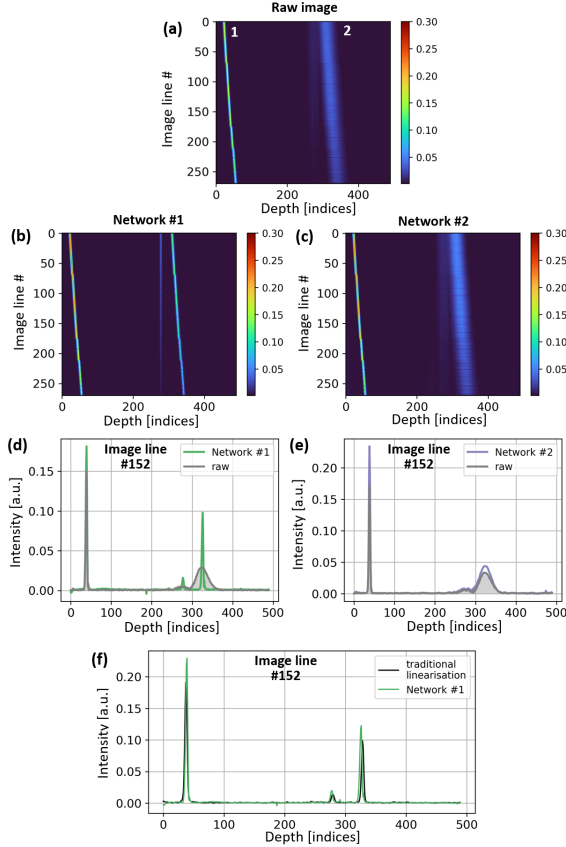 Raw image
(a)
1
2
0
50
100
150
200
250
Image line #
0
200
400
Depth [indices]
0.30
0.25
0.20
0.15
0.10
0.05
Network #1
(b)
0
50
100
150
200
250
Image line #
0
200
400
Depth [indices]
0.30
0.25
0.20
0.15
0.10
0.05
Network #2
(c)
0
50
100
150
200
250
Image line #
0
200
400
Depth [indices]
0.30
0.25
0.20
0.15
0.10
0.05
(d)
Image line
#152
Network #1
raw
0.15
0.10
0.05
0.00
Intensity [a.u.]
0 100 200 300 400 500
Depth [indices]
(e)
Image line
#152
Network #2
raw
0.20
0.15
0.10
0.05
0.00
Intensity [a.u.]
0 100 200 300 400 500
Depth [indices]
(f)
Image line
#152
traditional
linearisation
Network #1
0.20
0.15
0.10
0.05
0.00
Intensity [a.u.]
0 100 200 300 400 500
Depth [indices]